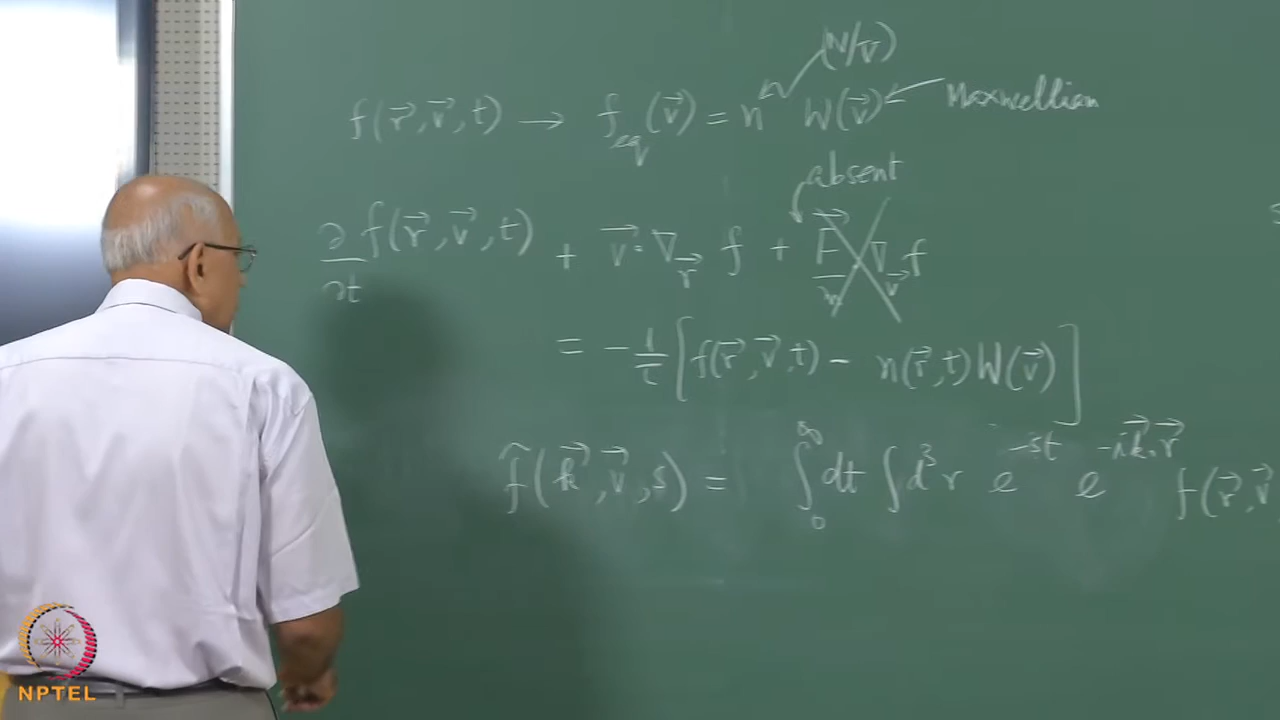 (N/V)
f(r⃗, v⃗, t) → f_eq(v⃗) = n W(v⃗) ← Maxwellian
absent
∂/∂t f(r⃗, v⃗, t) + v⃗·∇_r⃗ f + F⃗/m ∇_v⃗ f
= -1/τ [f(r⃗, v⃗, t) - n(r⃗, t) W(v⃗)]
f̃(k⃗, v⃗, s) = ∫₀^∞ dt ∫ d³r e^{-st} e^{-ik⃗·r⃗} f(r⃗, v⃗
NPTEL